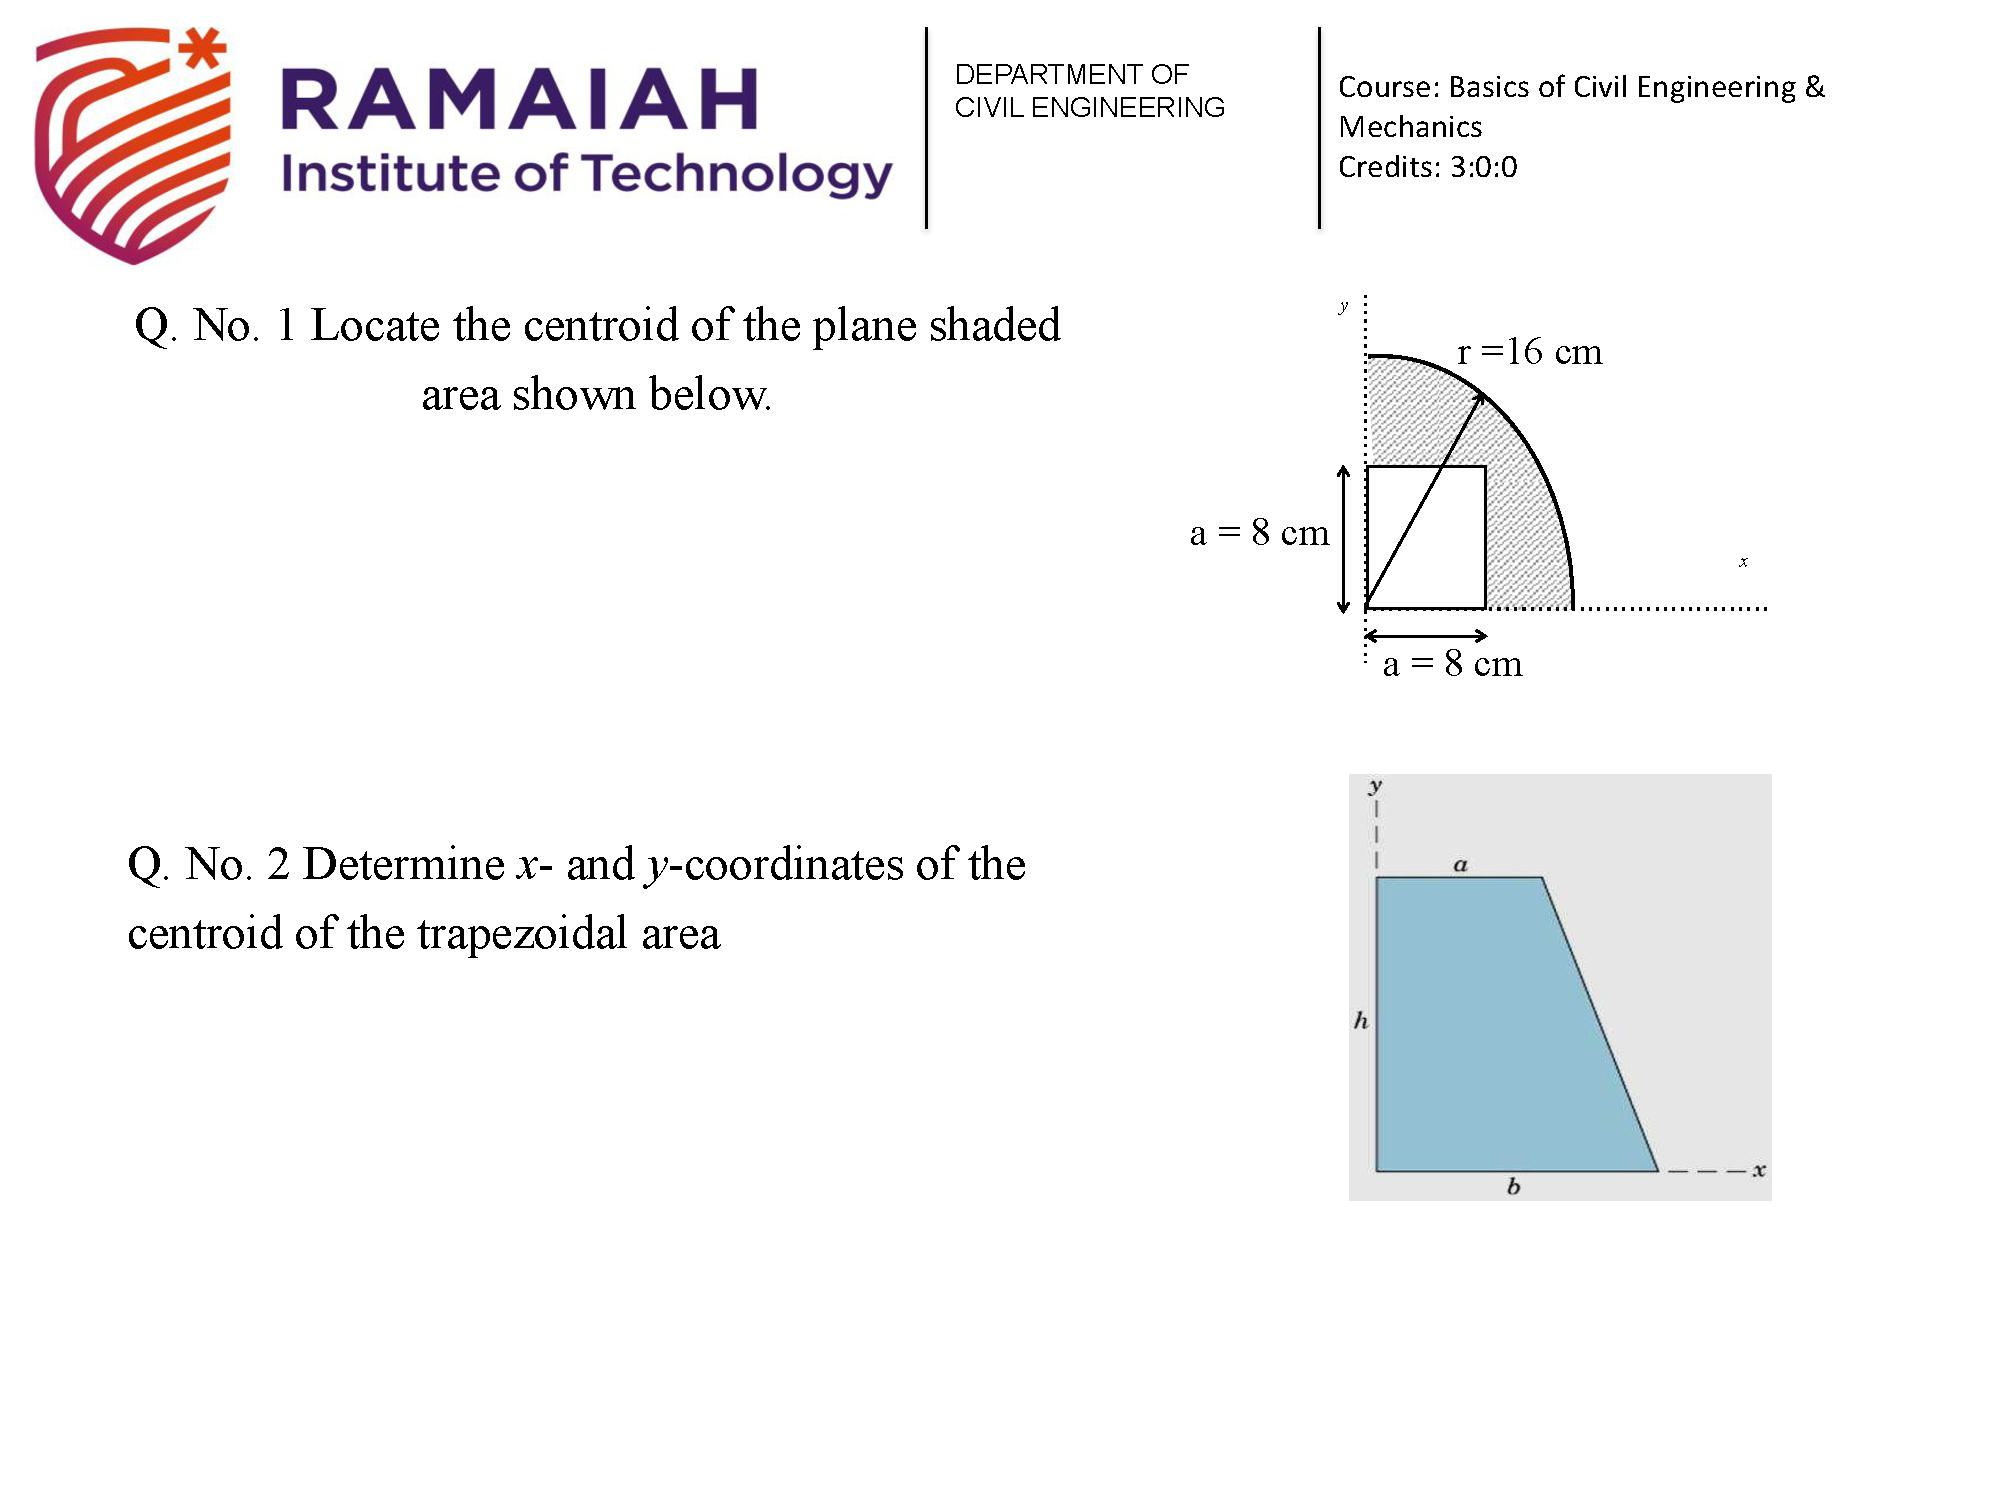 RAMAIAH
Institute of Technology
DEPARTMENT OF
CIVIL ENGINEERING
Course: Basics of Civil Engineering &
Mechanics
Credits: 3:0:0
Q. No. 1 Locate the centroid of the plane shaded
area shown below.
y
r =16 cm
a = 8 cm
x
a = 8 cm
Q. No. 2 Determine x- and y-coordinates of the
centroid of the trapezoidal area
y
a
h
x
b